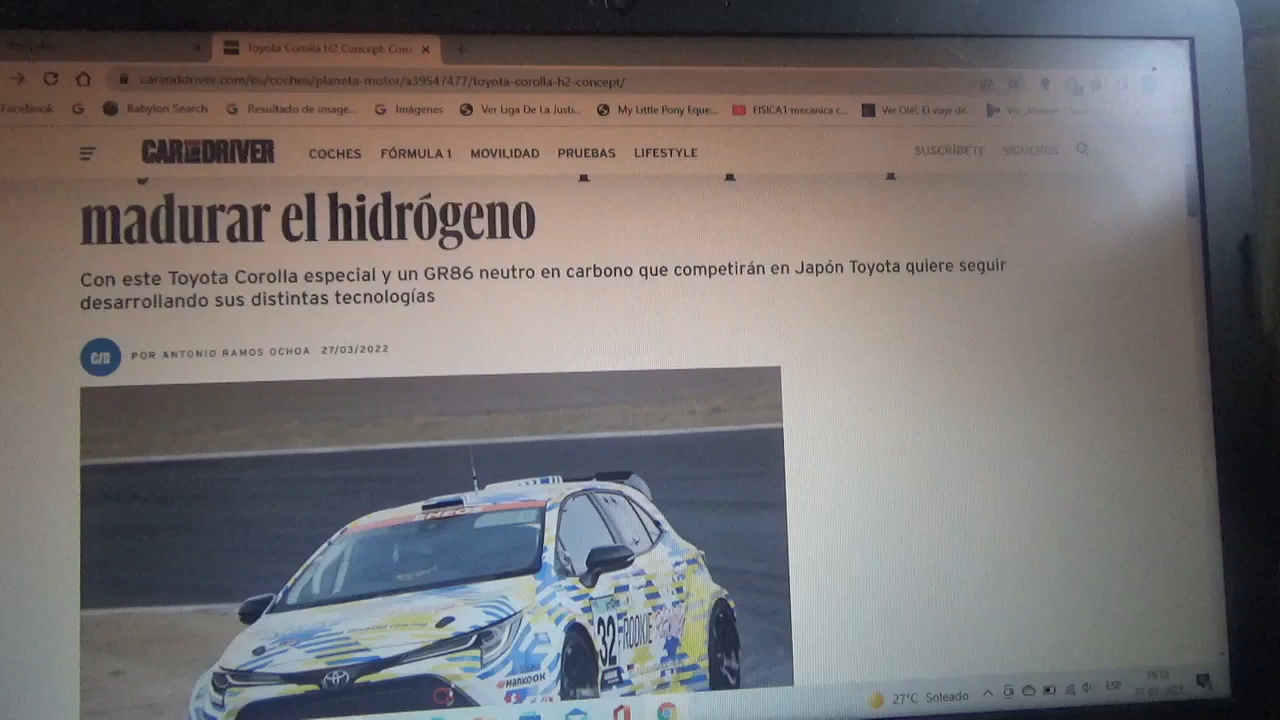 Toyota Corolla H2 Concept: Con
caranddriver.com/es/coches/planeta-motor/a39547477/toyota-corolla-h2-concept/
Facebook
Babylon Search
Resultado de image...
Imágenes
Ver Liga De La Justi...
My Little Pony Eque...
FISICA1 mecanica c...
Ver Olé!, El viaje de.
CAR AND DRIVER
COCHES FÓRMULA 1 MOVILIDAD PRUEBAS LIFESTYLE
SUSCRÍBETE SÍGUENOS
madurar el hidrógeno
Con este Toyota Corolla especial y un GR86 neutro en carbono que competirán en Japón Toyota quiere seguir
desarrollando sus distintas tecnologías
C/D
POR ANTONIO RAMOS OCHOA 27/03/2022
ENEOS
32
ROOKIE
HANKOOK
27°C Soleado
ESP